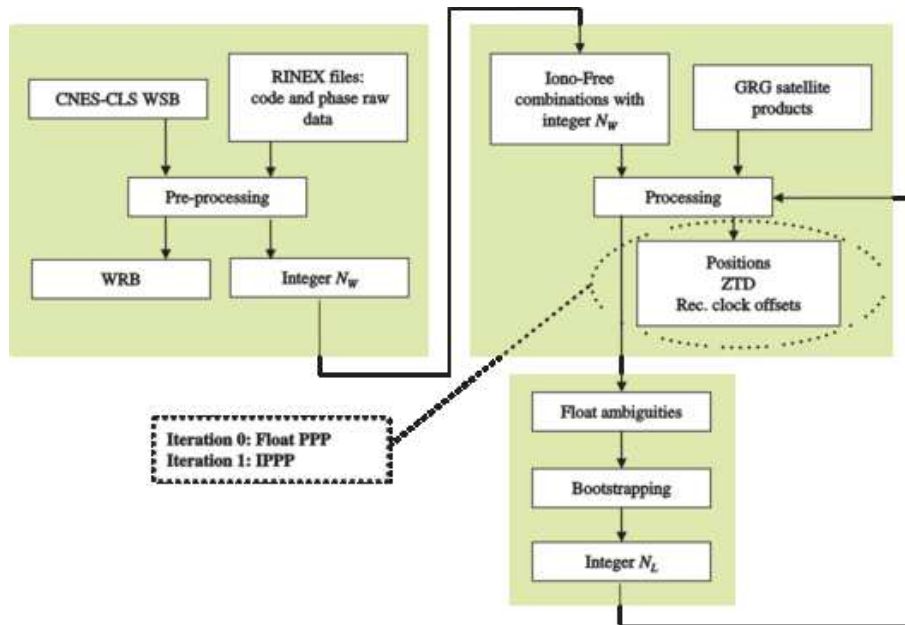 CNES-CLS WSB
RINEX files:
code and phase raw
data
Pre-processing
WRB
Integer N_W
Iono-Free
combinations with
integer N_W
GRG satellite
products
Processing
Positions
ZTD
Rec. clock offsets
Iteration 0: Float PPP
Iteration 1: IPPP
Float ambiguities
Bootstrapping
Integer N_L